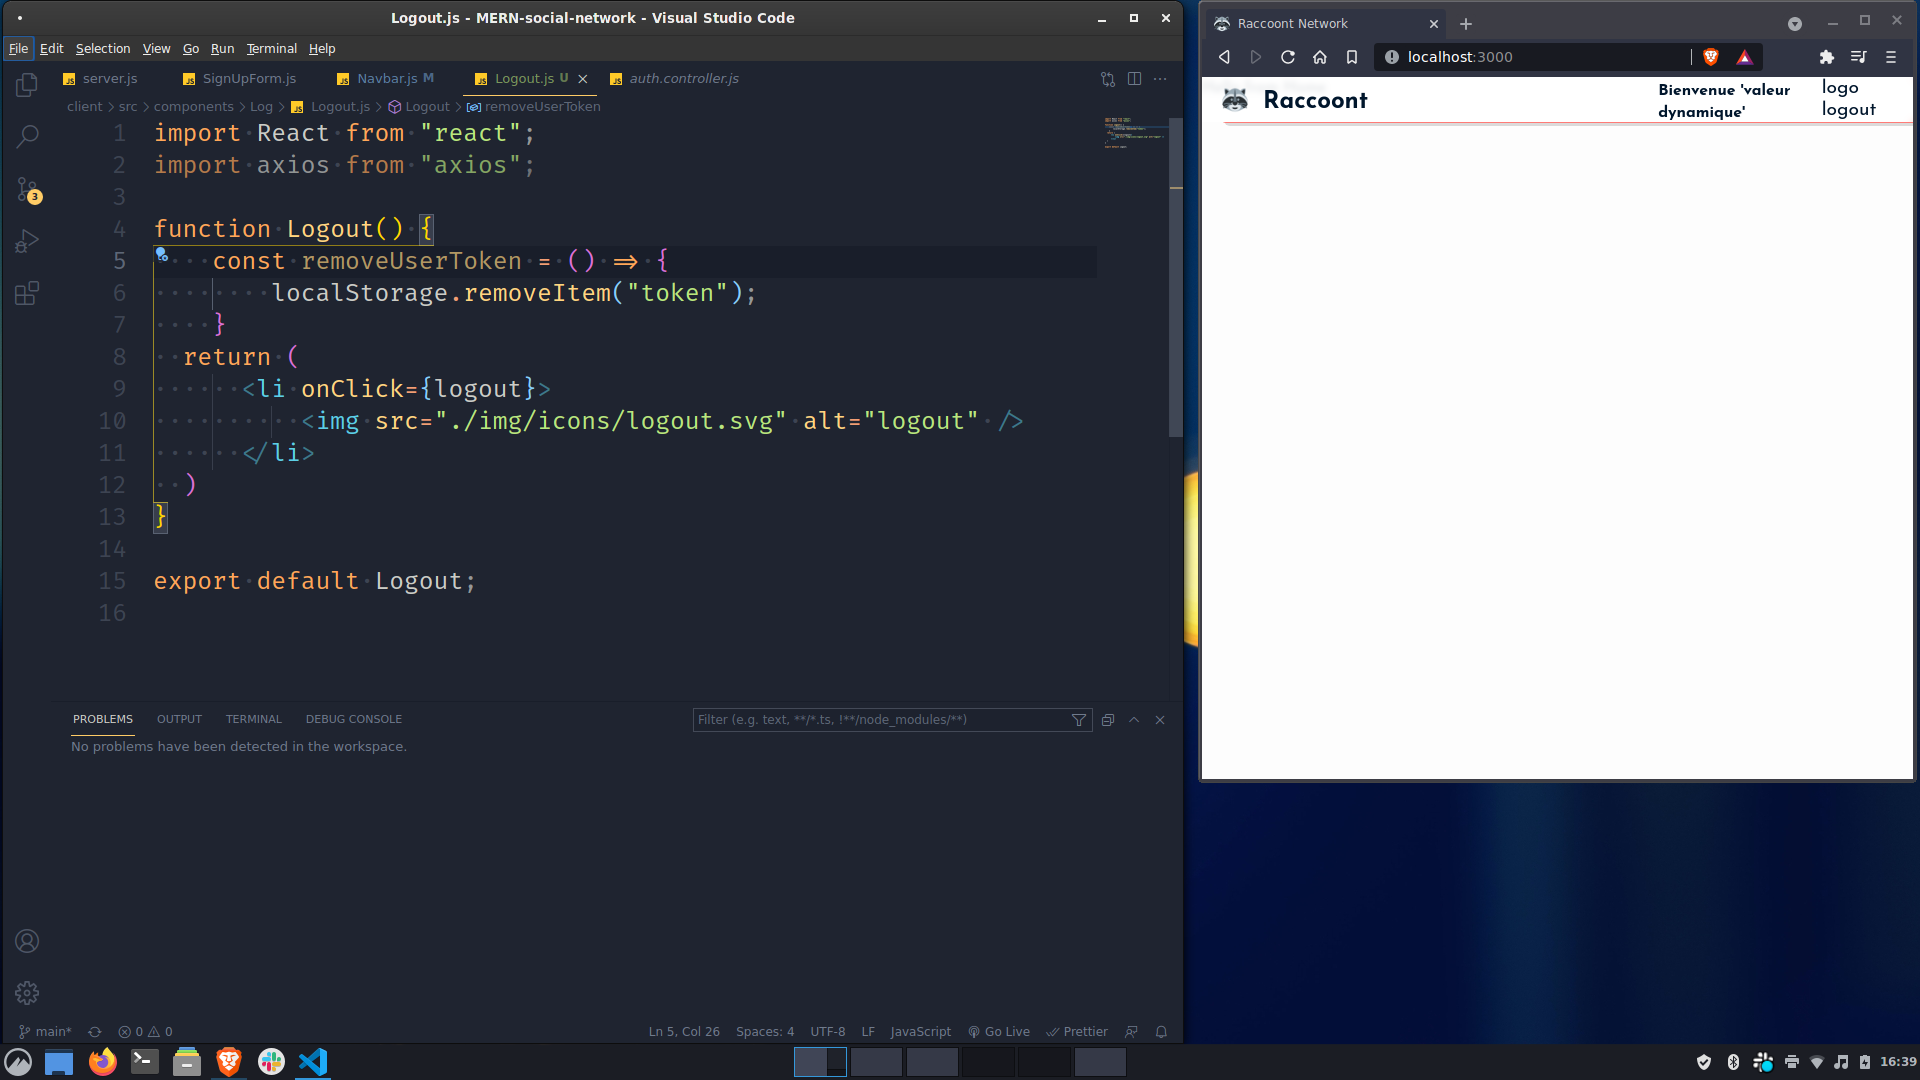 Logout.js - MERN-social-network - Visual Studio Code
File Edit Selection View Go Run Terminal Help
server.js SignUpForm.js Navbar.js M Logout.js U auth.controller.js
client > src > components > Log > Logout.js > Logout > removeUserToken
1 import React from "react";
2 import axios from "axios";
3
4 function Logout() {
5 const removeUserToken = () => {
6 localStorage.removeItem("token");
7 }
8 return (
9 <li onClick={logout}>
10 <img src="./img/icons/logout.svg" alt="logout" />
11 </li>
12 )
13 }
14
15 export default Logout;
16
3
PROBLEMS OUTPUT TERMINAL DEBUG CONSOLE
Filter (e.g. text, **/*.ts, !**/node_modules/**)
No problems have been detected in the workspace.
main* 0 0 Ln 5, Col 26 Spaces: 4 UTF-8 LF JavaScript Go Live Prettier
Raccoont Network
localhost:3000
Raccoont
Bienvenue 'valeur
dynamique'
logo
logout
16:39